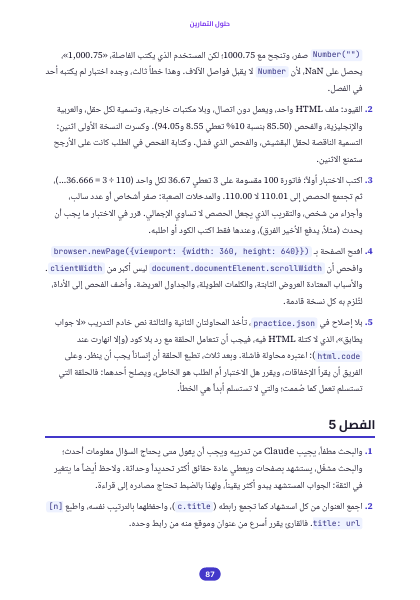 حلول التمارين
Number("") صفر، وتنجح مع 1000.75؛ لكن المستخدم الذي يكتب الفاصلة، «1,000.75»،
يحصل على NaN، لأن Number لا يقبل فواصل الآلاف. وهذا خطأ ثالث، وجده اختبار لم يكتبه أحد
في الفصل.
2. القيود: ملف HTML واحد، ويعمل دون اتصال، وبلا مكتبات خارجية، وتسمية لكل حقل، والعربية
والإنجليزية، والفحص (85.50 بنسبة 10% تعطي 8.55 و94.05). وكسرت النسخة الأولى اثنين:
التسمية الناقصة لحقل البقشيش، والفحص الذي فشل. وكتابة الفحص في الطلب كانت على الأرجح
ستمنع الاثنين.
3. اكتب الاختبار أولاً: فاتورة 100 مقسومة على 3 تعطي 36.67 لكل واحد (110 ÷ 3 = 36.666...)،
ثم تجتمع الحصص إلى 110.01 لا 110.00. والمدخلات الصعبة: صفر أشخاص أو عدد سالب،
وأجزاء من شخص، والتقريب الذي يجعل الحصص لا تساوي الإجمالي. قرر في الاختبار ما يجب أن
يحدث (مثلاً، يدفع الأخير الفرق)، وعندها فقط اكتب الكود أو اطلبه.
4. افتح الصفحة بـ browser.newPage({viewport: {width: 360, height: 640}})
وافحص أن document.documentElement.scrollWidth ليس أكبر من clientWidth.
والأسباب المعتادة العروض الثابتة، والكلمات الطويلة، والجداول العريضة. وأضف الفحص إلى الأداة،
لتُلزم به كل نسخة قادمة.
5. بلا إصلاح في practice.json، تأخذ المحاولتان الثانية والثالثة نص خادم التدريب «لا جواب
يطابق»، الذي لا كتلة HTML فيه، فيجب أن تتعامل الحلقة مع رد بلا كود (وإلا انهارت عند
html.code): اعتبره محاولة فاشلة. وبعد ثلاث، تطبع الحلقة أن إنساناً يجب أن ينظر. وعلى
الفريق أن يقرأ الإخفاقات، ويقرر هل الاختبار أم الطلب هو الخاطئ، ويصلح أحدهما: فالحلقة التي
تستسلم تعمل كما صُممت؛ والتي لا تستسلم أبداً هي الخطأ.
الفصل 5
1. والبحث مطفأ، يجيب Claude من تدريبه ويجب أن يقول متى يحتاج السؤال معلومات أحدث؛
والبحث مشغّل، يستشهد بصفحات ويعطي عادة حقائق أكثر تحديداً وحداثة. ولاحظ أيضاً ما يتغير
في الثقة: الجواب المستشهد يبدو أكثر يقيناً، ولهذا بالضبط تحتاج مصادره إلى قراءة.
2. اجمع العنوان من كل استشهاد كما تجمع رابطه (c.title)، واحفظهما بالترتيب نفسه، واطبع [n]
title: url. فالقارئ يقرر أسرع من عنوان وموقع منه من رابط وحده.
87